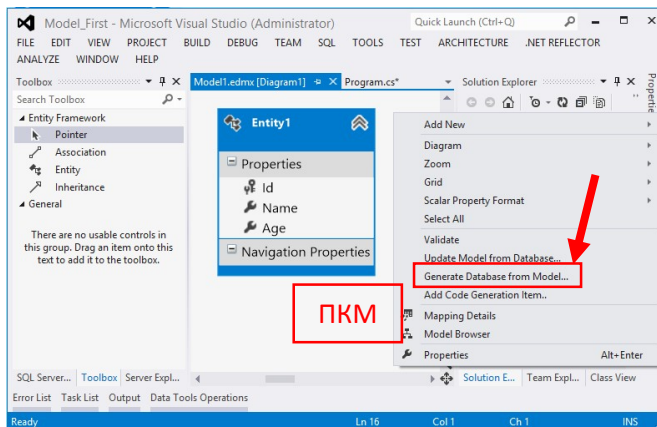 Model_First - Microsoft Visual Studio (Administrator)
Quick Launch (Ctrl+Q)
FILE EDIT VIEW PROJECT BUILD DEBUG TEAM SQL TOOLS TEST ARCHITECTURE .NET REFLECTOR
ANALYZE WINDOW HELP
Toolbox
Search Toolbox
Entity Framework
Pointer
Association
Entity
Inheritance
General
There are no usable controls in
this group. Drag an item onto this
text to add it to the toolbox.
SQL Server... Toolbox Server Expl...
Model1.edmx [Diagram1] Program.cs*
Entity1
Properties
Id
Name
Age
Navigation Properties
ПКМ
Solution Explorer
Add New
Diagram
Zoom
Grid
Scalar Property Format
Select All
Validate
Update Model from Database...
Generate Database from Model...
Add Code Generation Item..
Mapping Details
Model Browser
Properties Alt+Enter
Solution E... Team Expl... Class View
Error List Task List Output Data Tools Operations
Ready Ln 16 Col 1 Ch 1 INS